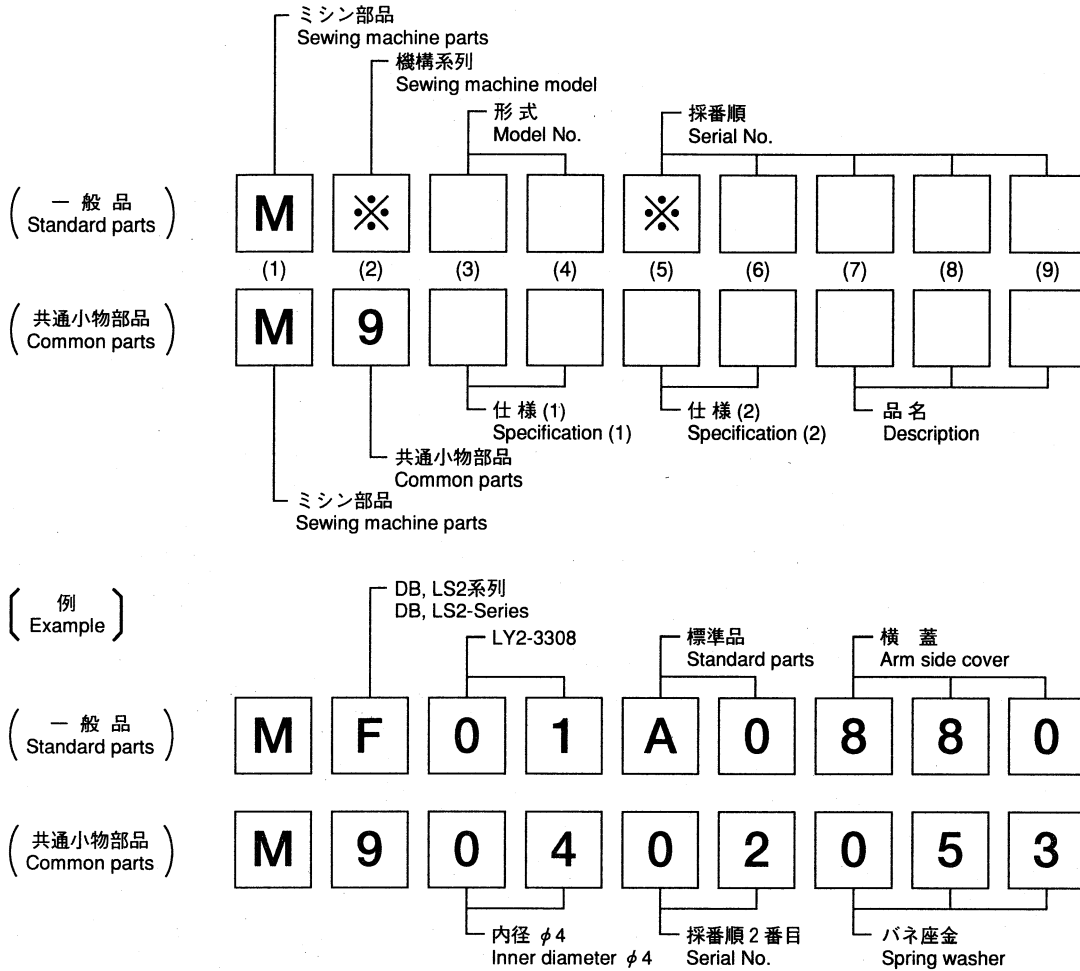 ミシン部品
Sewing machine parts
機構系列
Sewing machine model
形 式
Model No.
採番順
Serial No.
一 般 品
Standard parts
M ※ ※
(1) (2) (3) (4) (5) (6) (7) (8) (9)
共通小物部品
Common parts
M 9
仕 様 (1)
Specification (1)
仕 様 (2)
Specification (2)
品 名
Description
共通小物部品
Common parts
ミシン部品
Sewing machine parts
例
Example
DB, LS2系列
DB, LS2-Series
LY2-3308
標準品
Standard parts
横 蓋
Arm side cover
一 般 品
Standard parts
M F 0 1 A 0 8 8 0
共通小物部品
Common parts
M 9 0 4 0 2 0 5 3
内径 φ4
Inner diameter φ4
採番順 2 番目
Serial No.
バネ座金
Spring washer